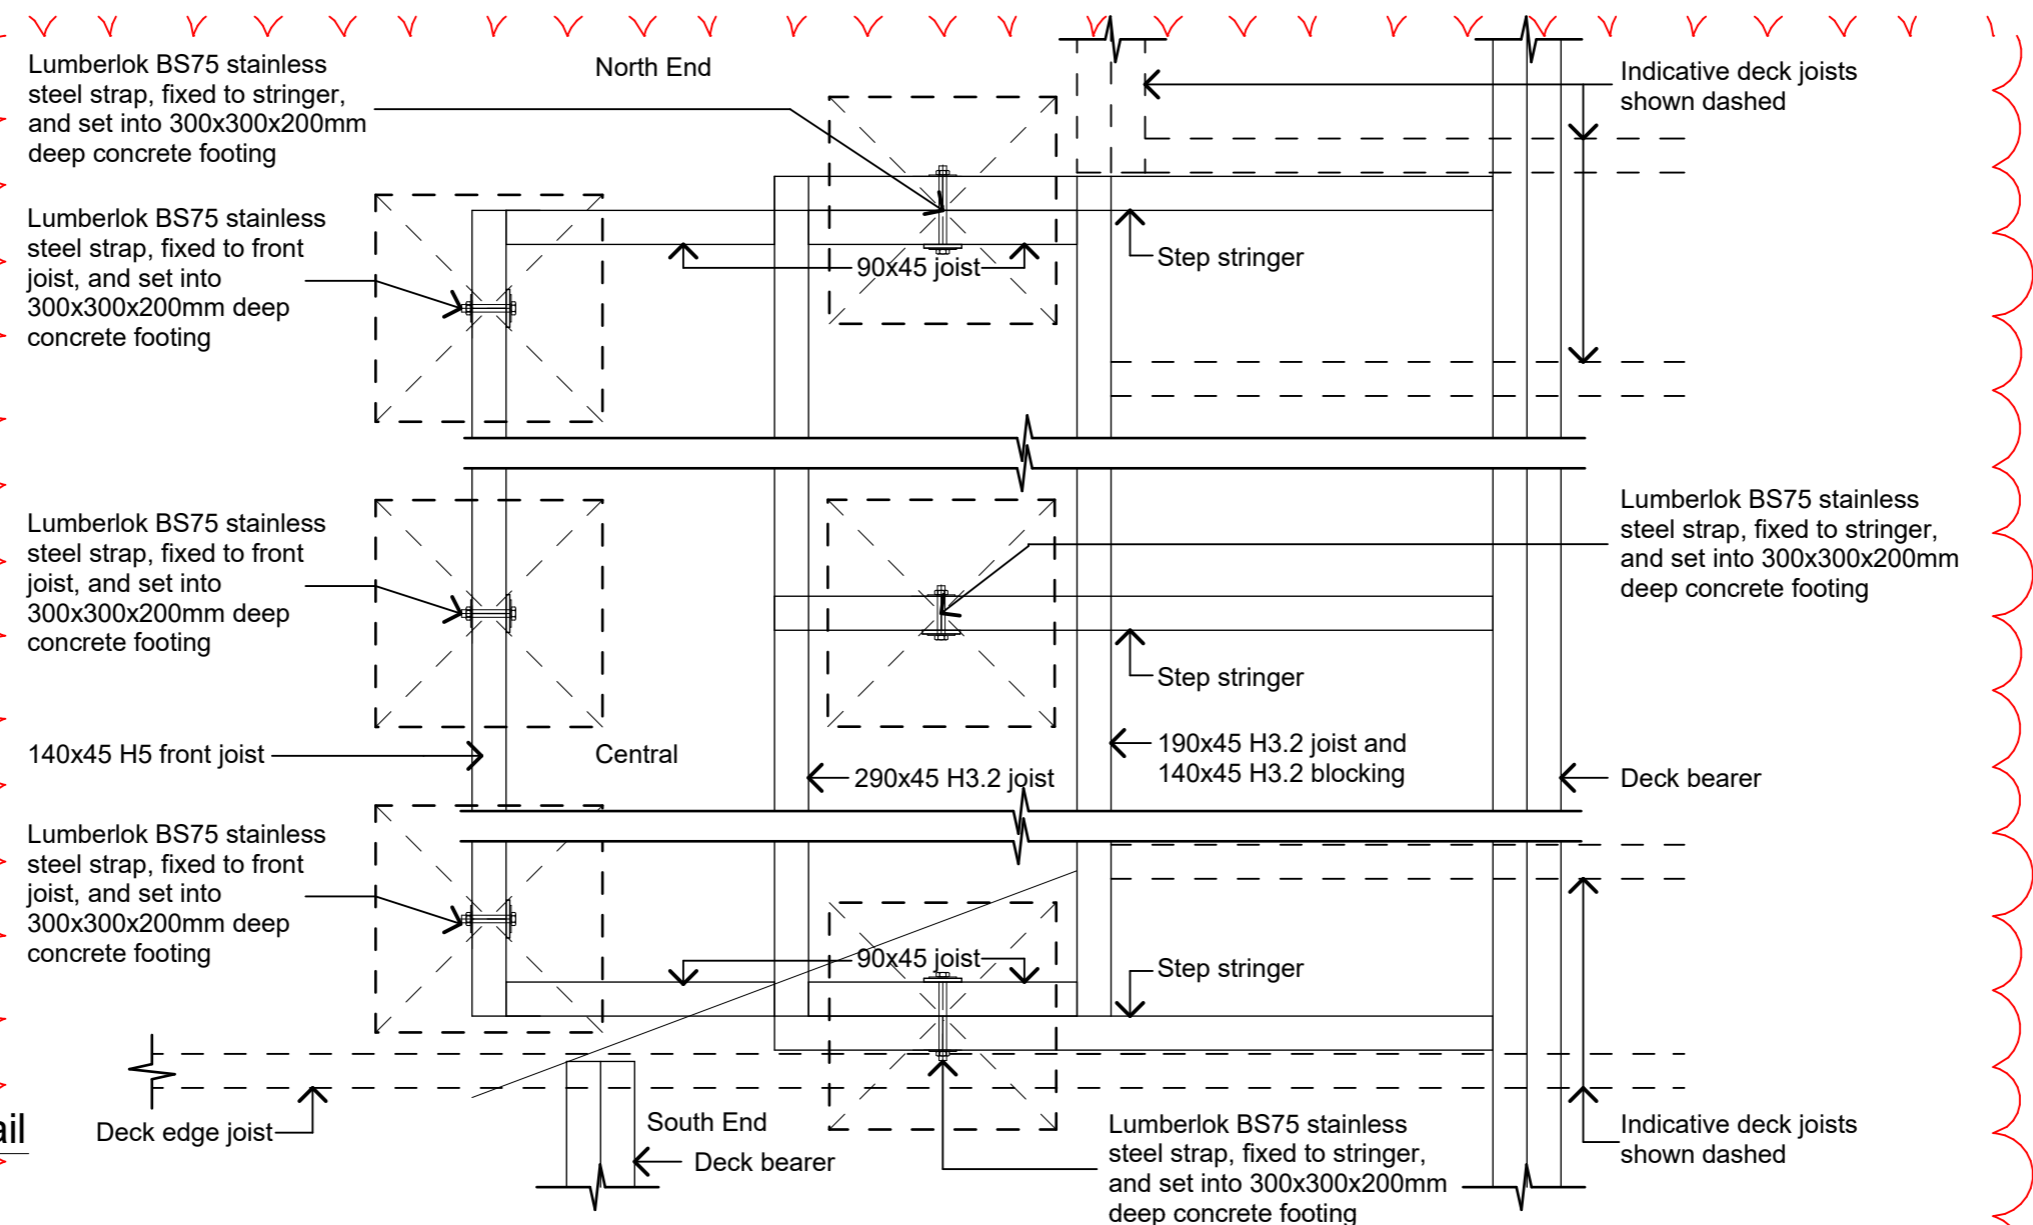 Lumberlok BS75 stainless
steel strap, fixed to stringer,
and set into 300x300x200mm
deep concrete footing
North End
Indicative deck joists
shown dashed
Lumberlok BS75 stainless
steel strap, fixed to front
joist, and set into
300x300x200mm deep
concrete footing
90x45 joist
Step stringer
Lumberlok BS75 stainless
steel strap, fixed to front
joist, and set into
300x300x200mm deep
concrete footing
Lumberlok BS75 stainless
steel strap, fixed to stringer,
and set into 300x300x200mm
deep concrete footing
Step stringer
140x45 H5 front joist
Central
290x45 H3.2 joist
190x45 H3.2 joist and
140x45 H3.2 blocking
Deck bearer
Lumberlok BS75 stainless
steel strap, fixed to front
joist, and set into
300x300x200mm deep
concrete footing
90x45 joist
Step stringer
ail
Deck edge joist
South End
Deck bearer
Lumberlok BS75 stainless
steel strap, fixed to stringer,
and set into 300x300x200mm
deep concrete footing
Indicative deck joists
shown dashed